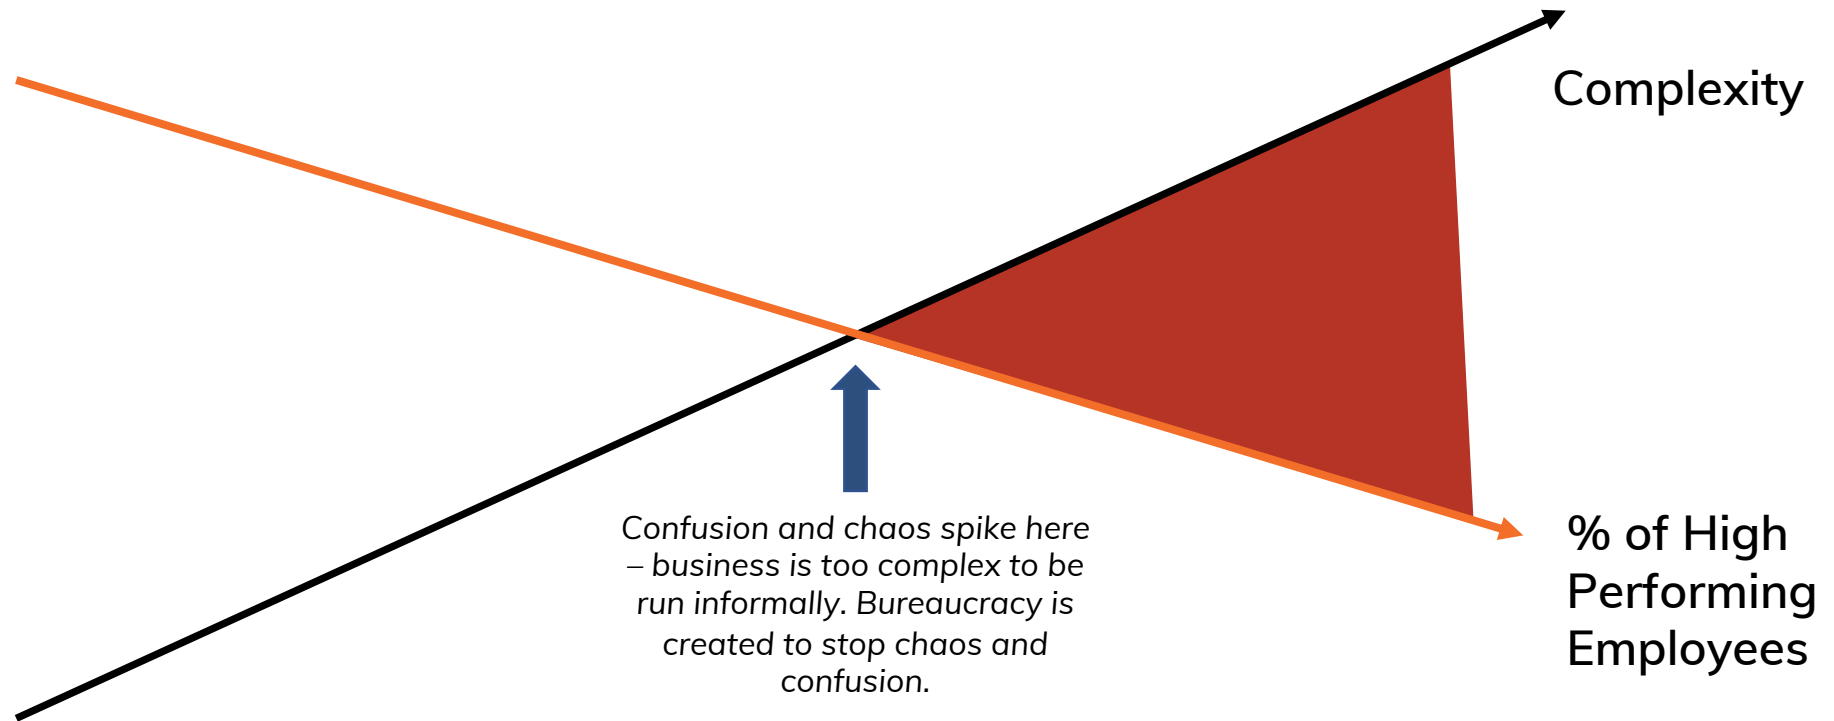 Complexity
Confusion and chaos spike here
– business is too complex to be
run informally. Bureaucracy is
created to stop chaos and
confusion.
% of High
Performing
Employees